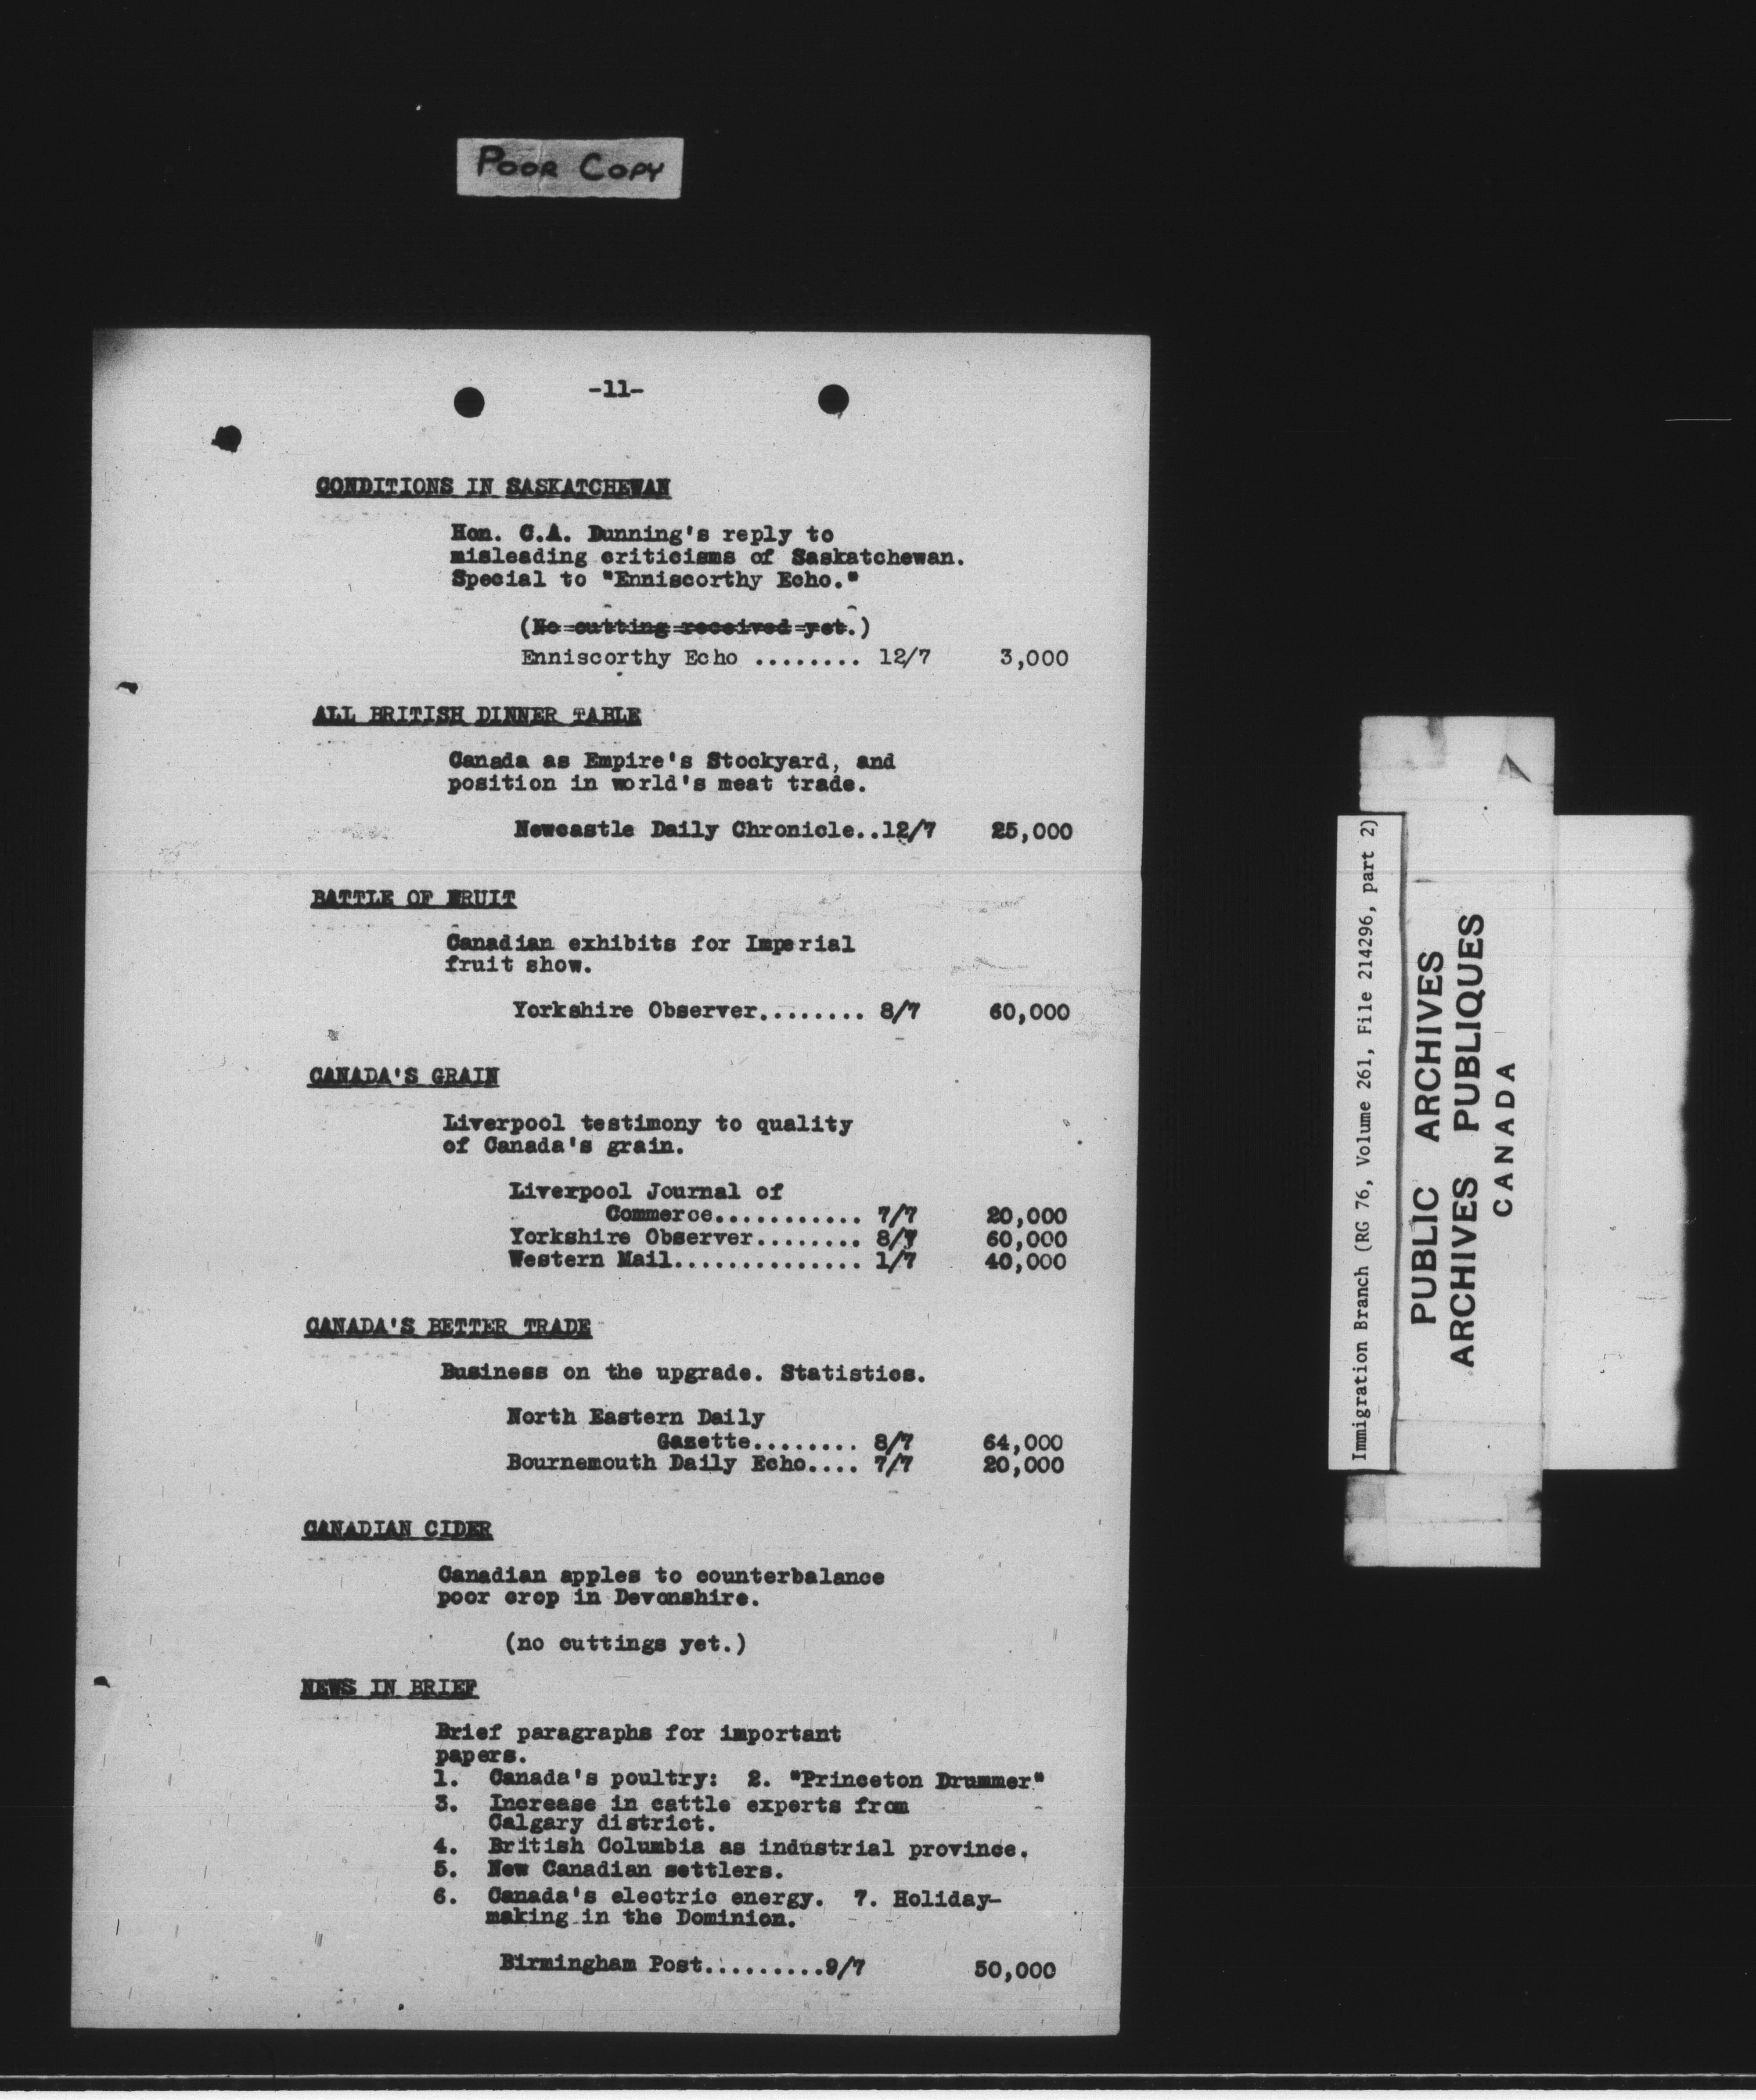 POOR COPY
-11-
CONDITIONS IN SASKATCHEWAN
Hon. C.A. Dunning's reply to
misleading criticisms of Saskatchewan.
Special to "Enniscorthy Echo."
(No cutting received yet.)
Enniscorthy Echo ........ 12/7 3,000
ALL BRITISH DINNER TABLE
Canada as Empire's Stockyard, and
position in world's meat trade.
Newcastle Daily Chronicle..12/7 25,000
BATTLE OF FRUIT
Canadian exhibits for Imperial
fruit show.
Yorkshire Observer........ 8/7 60,000
CANADA'S GRAIN
Liverpool testimony to quality
of Canada's grain.
Liverpool Journal of
Commerce........... 7/7 20,000
Yorkshire Observer........ 8/7 60,000
Western Mail.............. 1/7 40,000
CANADA'S BETTER TRADE
Business on the upgrade. Statistics.
North Eastern Daily
Gazette........ 8/7 64,000
Bournemouth Daily Echo.... 7/7 20,000
CANADIAN CIDER
Canadian apples to counterbalance
poor crop in Devonshire.
(no cuttings yet.)
NEWS IN BRIEF
Brief paragraphs for important
papers.
1. Canada's poultry: 2. "Princeton Drummer"
3. Increase in cattle experts from
Calgary district.
4. British Columbia as industrial province.
5. New Canadian settlers.
6. Canada's electric energy. 7. Holiday-
making in the Dominion.
Birmingham Post.........9/7 50,000
Immigration Branch (RG 76, Volume 261, File 214296, part 2)
PUBLIC ARCHIVES
ARCHIVES PUBLIQUES
CANADA